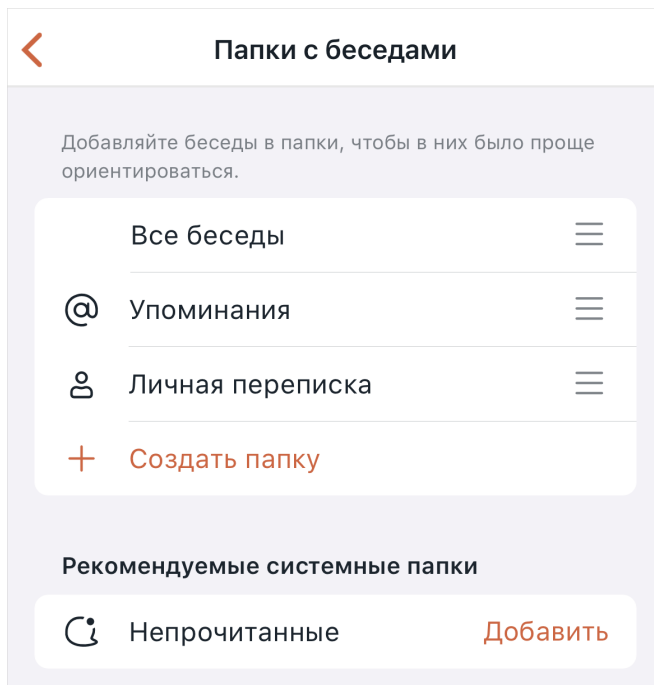 Папки с беседами
Добавляйте беседы в папки, чтобы в них было проще
ориентироваться.
Все беседы
Упоминания
Личная переписка
Создать папку
Рекомендуемые системные папки
Непрочитанные Добавить